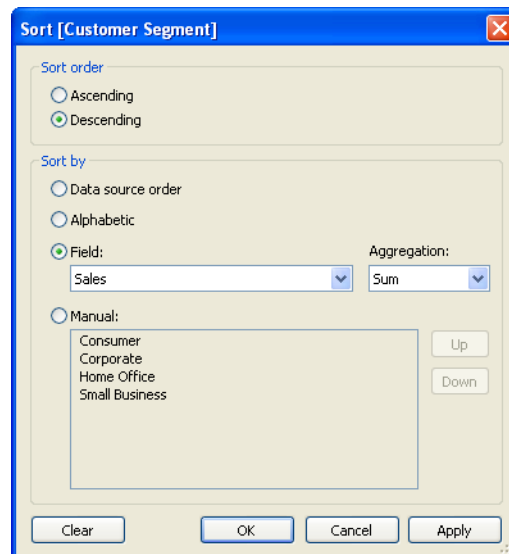 Sort [Customer Segment]
Sort order
Ascending
Descending
Sort by
Data source order
Alphabetic
Field: Aggregation:
Sales Sum
Manual:
Consumer
Corporate
Home Office
Small Business
Up
Down
Clear OK Cancel Apply